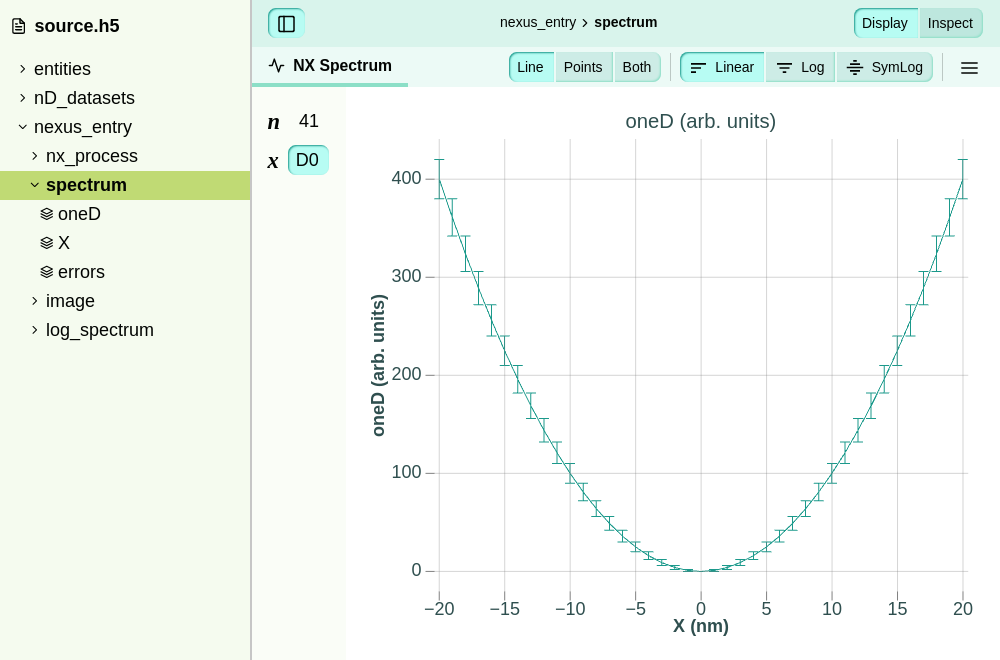 source.h5
entities
nD_datasets
nexus_entry
nx_process
spectrum
oneD
X
errors
image
log_spectrum
nexus_entry › spectrum
Display Inspect
NX Spectrum
Line Points Both Linear Log SymLog
n 41
x D0
oneD (arb. units)
oneD (arb. units)
400
300
200
100
0
−20 −15 −10 −5 0 5 10 15 20
X (nm)